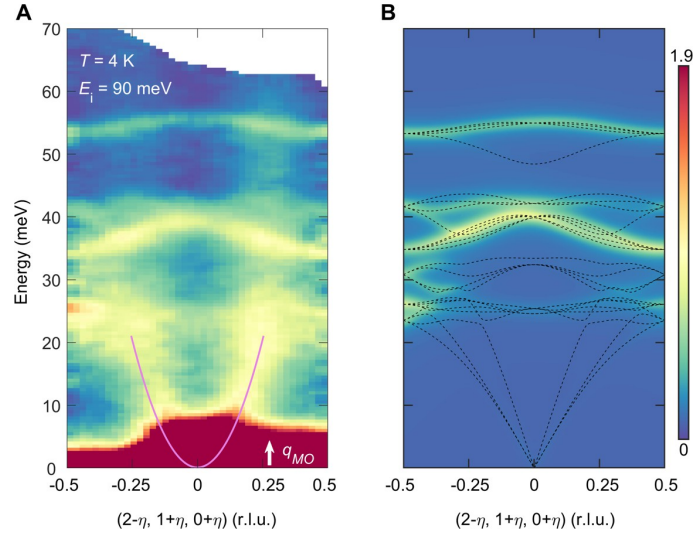 A
B
70
60
50
40
30
20
10
0
Energy (meV)
T = 4 K
Ei = 90 meV
qMO
-0.5
-0.25
0
0.25
0.5
(2-η, 1+η, 0+η) (r.l.u.)
-0.5
-0.25
0
0.25
0.5
(2-η, 1+η, 0+η) (r.l.u.)
1.9
0